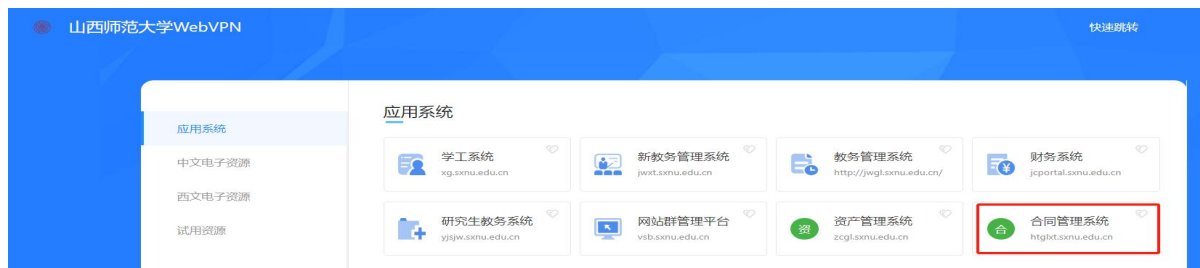 山西师范大学WebVPN
快速跳转
应用系统
中文电子资源
西文电子资源
试用资源
应用系统
学工系统
xg.sxnu.edu.cn
新教务管理系统
jwxt.sxnu.edu.cn
教务管理系统
http://jwgl.sxnu.edu.cn/
财务系统
jcportal.sxnu.edu.cn
研究生教务系统
yjsjw.sxnu.edu.cn
网站群管理平台
vsb.sxnu.edu.cn
资
资产管理系统
zcgl.sxnu.edu.cn
合
合同管理系统
htglxt.sxnu.edu.cn